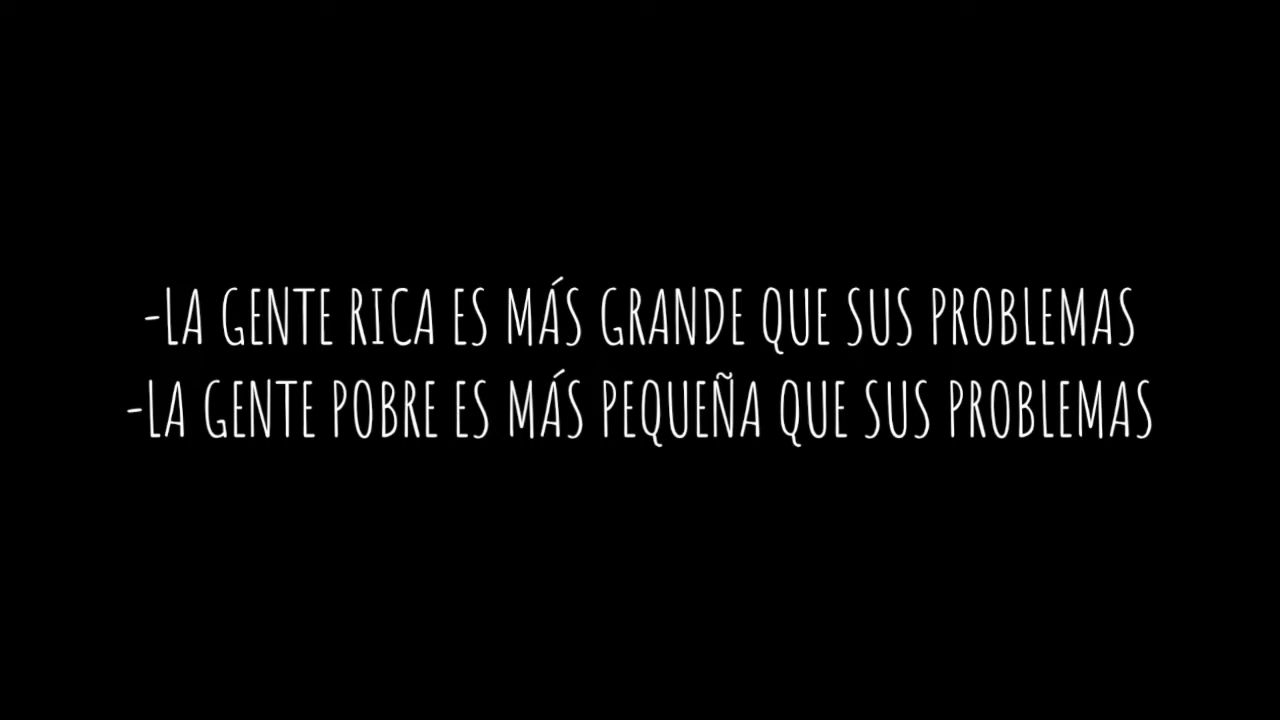 -LA GENTE RICA ES MÁS GRANDE QUE SUS PROBLEMAS
-LA GENTE POBRE ES MÁS PEQUEÑA QUE SUS PROBLEMAS